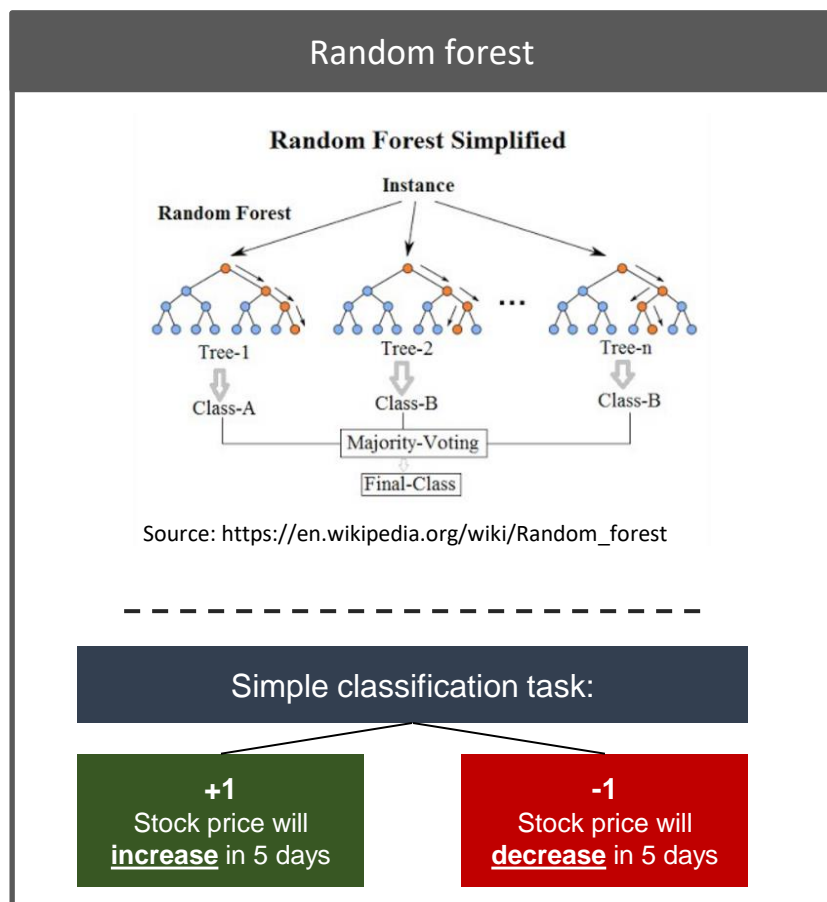 Random forest
Random Forest Simplified
Instance
Random Forest
...
Tree-1 Tree-2 Tree-n
Class-A Class-B Class-B
Majority-Voting
Final-Class
Source: https://en.wikipedia.org/wiki/Random_forest
Simple classification task:
+1
Stock price will
increase in 5 days
-1
Stock price will
decrease in 5 days